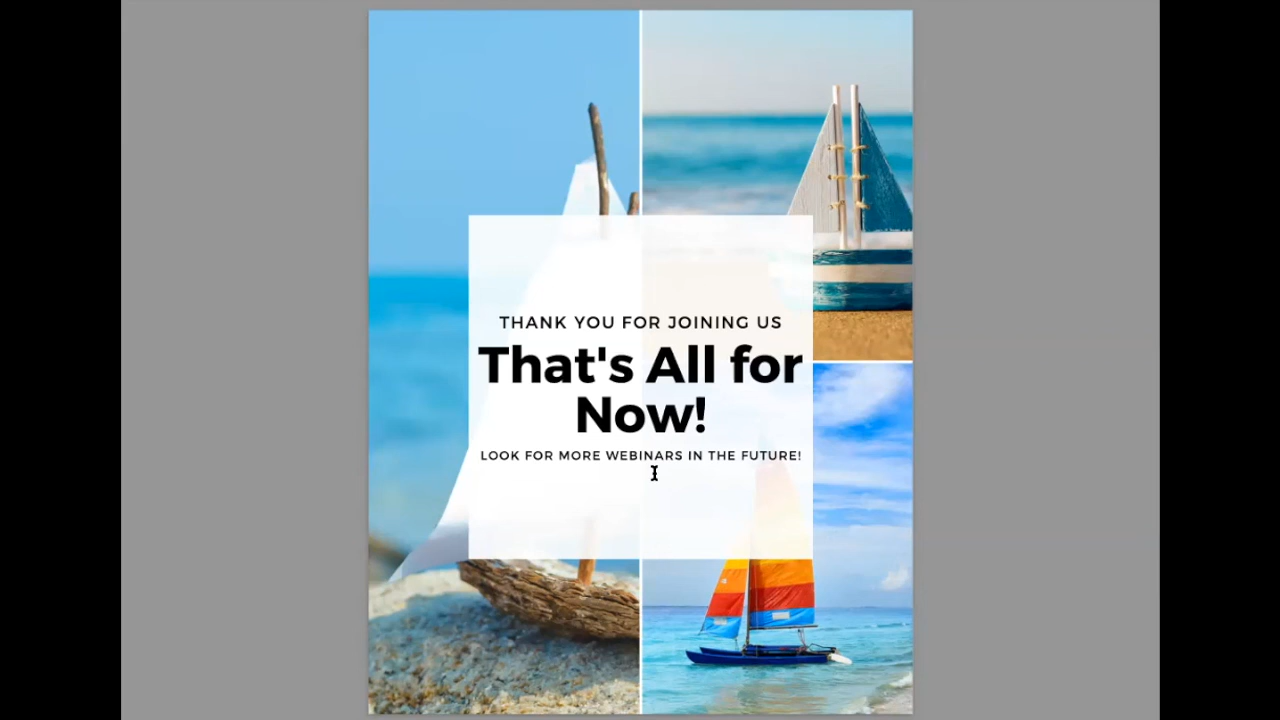 THANK YOU FOR JOINING US
That's All for
Now!
LOOK FOR MORE WEBINARS IN THE FUTURE!